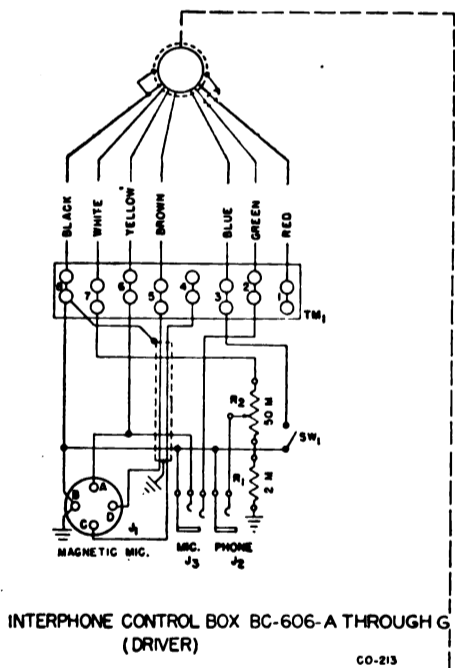 BLACK
WHITE
YELLOW
BROWN
BLUE
GREEN
RED
8 7 6 5 4 3 2 1
TM1
R2
50 M
SW1
R1
2 M
A
B
D
C
J1
MAGNETIC MIC.
MIC.
J3
PHONE
J2
INTERPHONE CONTROL BOX BC-606-A THROUGH G
(DRIVER)
CO-213